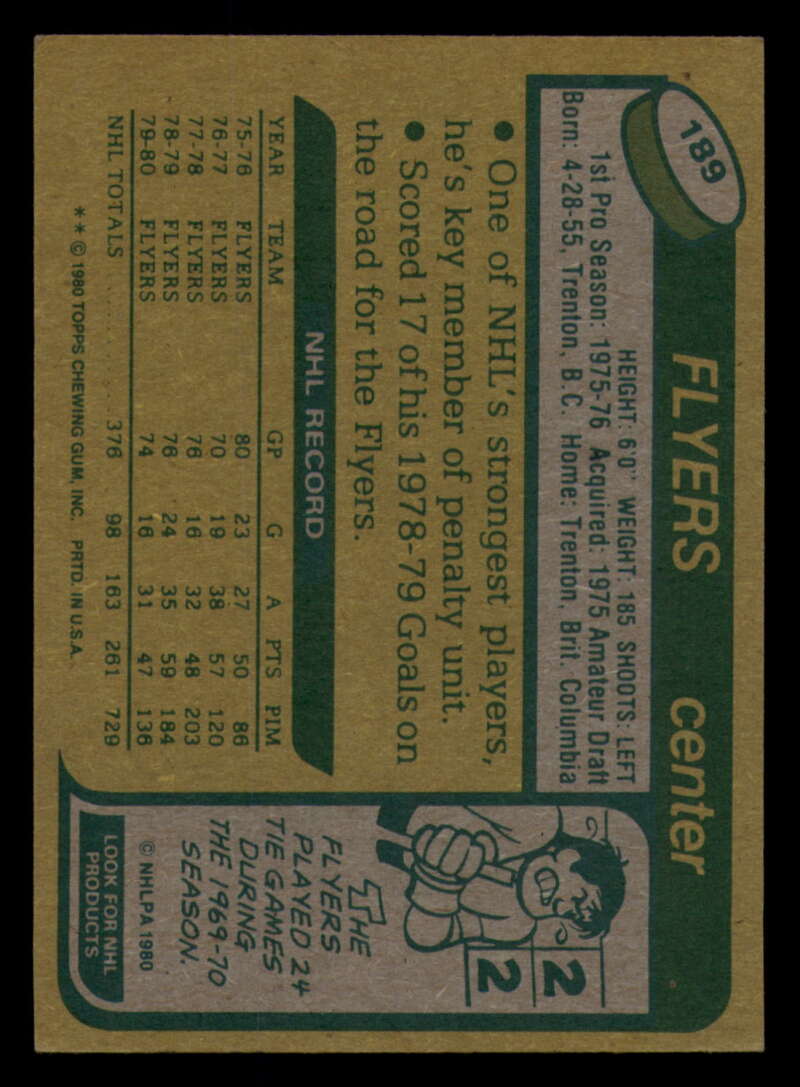 189
FLYERS center
HEIGHT: 6'0" WEIGHT: 185 SHOOTS: LEFT
1st Pro Season: 1975-76 Acquired: 1975 Amateur Draft
Born: 4-28-55, Trenton, B.C. Home: Trenton, Brit. Columbia
• One of NHL's strongest players,
he's key member of penalty unit.
• Scored 17 of his 1978-79 Goals on
the road for the Flyers.
NHL RECORD
YEAR TEAM GP G A PTS PIM
75-76 FLYERS 80 23 27 50 86
76-77 FLYERS 70 19 38 57 120
77-78 FLYERS 76 16 32 48 203
78-79 FLYERS 76 24 35 59 184
79-80 FLYERS 74 16 31 47 136
NHL TOTALS ........ 376 98 163 261 729
** © 1980 TOPPS CHEWING GUM, INC. PRTD. IN U.S.A.
2
2
THE
FLYERS
PLAYED 24
TIE GAMES
DURING
THE 1969-70
SEASON.
© NHLPA 1980
LOOK FOR NHL
PRODUCTS